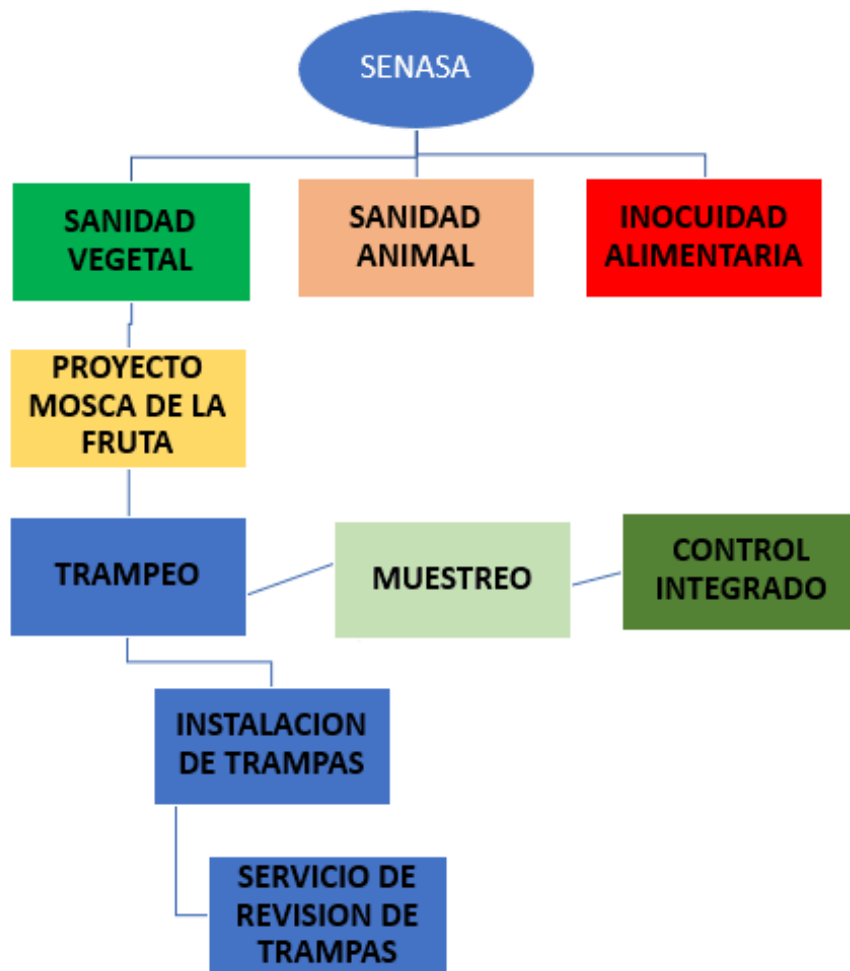 SENASA
SANIDAD
VEGETAL
SANIDAD
ANIMAL
INOCUIDAD
ALIMENTARIA
PROYECTO
MOSCA DE LA
FRUTA
TRAMPEO
MUESTREO
CONTROL
INTEGRADO
INSTALACION
DE TRAMPAS
SERVICIO DE
REVISION DE
TRAMPAS